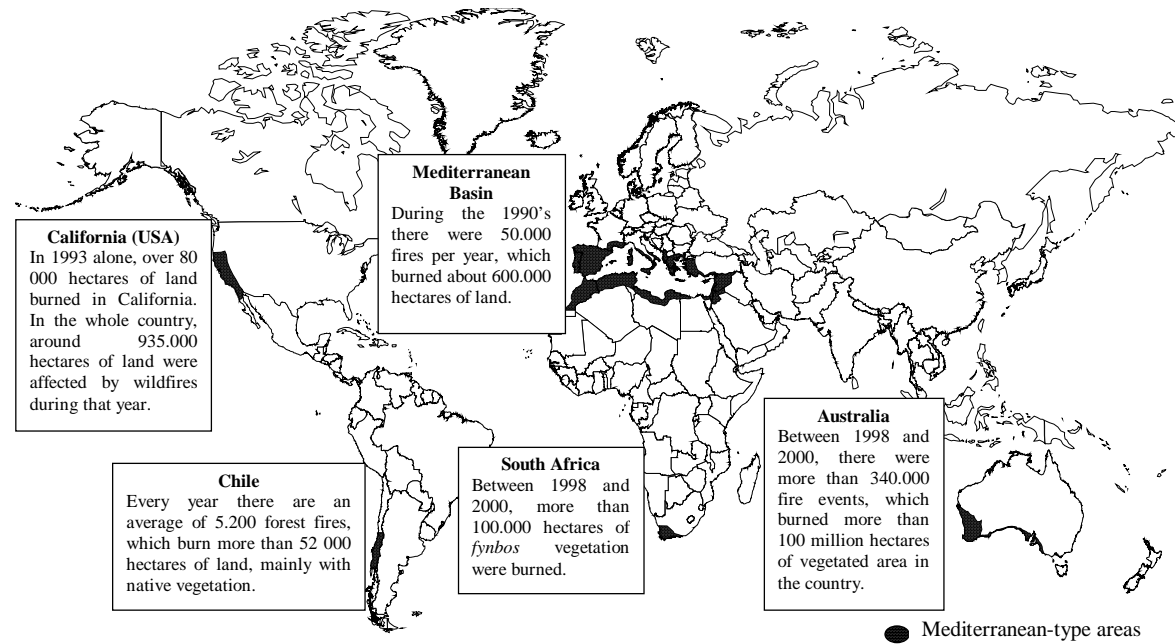 Mediterranean
Basin
During the 1990's
there were 50.000
fires per year, which
burned about 600.000
hectares of land.
California (USA)
In 1993 alone, over 80
000 hectares of land
burned in California.
In the whole country,
around 935.000
hectares of land were
affected by wildfires
during that year.
Chile
Every year there are an
average of 5.200 forest fires,
which burn more than 52 000
hectares of land, mainly with
native vegetation.
South Africa
Between 1998 and
2000, more than
100.000 hectares of
fynbos vegetation
were burned.
Australia
Between 1998 and
2000, there were
more than 340.000
fire events, which
burned more than
100 million hectares
of vegetated area in
the country.
Mediterranean-type areas